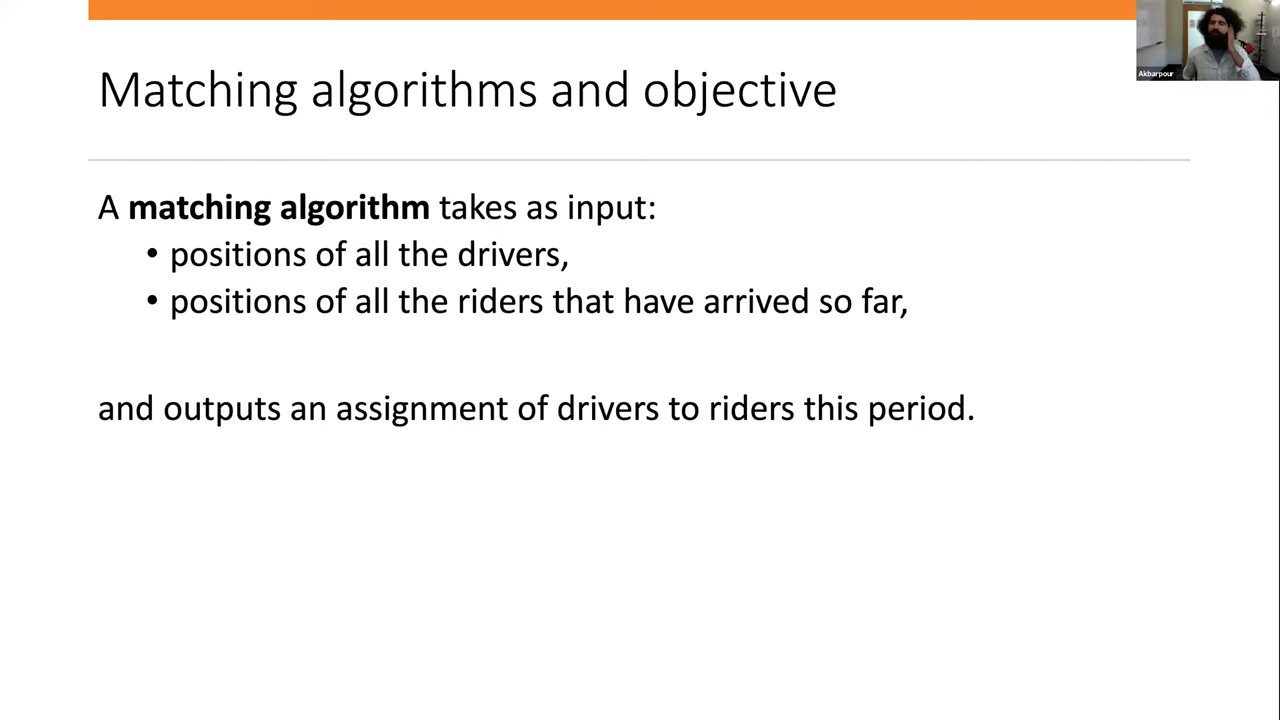 Akbarpour
Matching algorithms and objective
A matching algorithm takes as input:
• positions of all the drivers,
• positions of all the riders that have arrived so far,
and outputs an assignment of drivers to riders this period.